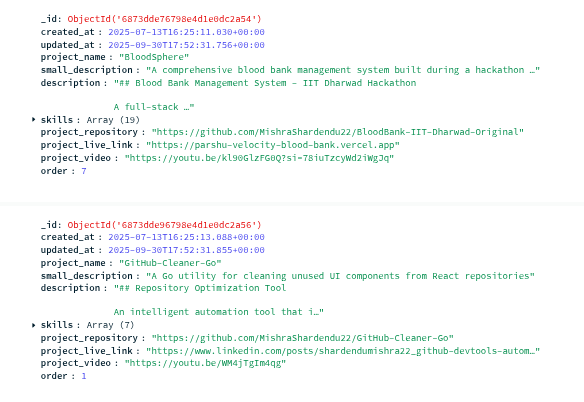 _id: ObjectId('6873dde76798e4d1e0dc2a54')
created_at : 2025-07-13T16:25:11.030+00:00
updated_at : 2025-09-30T17:52:31.756+00:00
project_name : "BloodSphere"
small_description : "A comprehensive blood bank management system built during a hackathon …"
description : "## Blood Bank Management System - IIT Dharwad Hackathon
A full-stack …"
skills : Array (19)
project_repository : "https://github.com/MishraShardendu22/BloodBank-IIT-Dharwad-Original"
project_live_link : "https://parshu-velocity-blood-bank.vercel.app"
project_video : "https://youtu.be/kl90GlzFG0Q?si=78iuTzcyWd2iWgJq"
order : 7
_id: ObjectId('6873dde96798e4d1e0dc2a56')
created_at : 2025-07-13T16:25:13.088+00:00
updated_at : 2025-09-30T17:52:31.855+00:00
project_name : "GitHub-Cleaner-Go"
small_description : "A Go utility for cleaning unused UI components from React repositories"
description : "## Repository Optimization Tool
An intelligent automation tool that i…"
skills : Array (7)
project_repository : "https://github.com/MishraShardendu22/GitHub-Cleaner-Go"
project_live_link : "https://www.linkedin.com/posts/shardendumishra22_github-devtools-autom…"
project_video : "https://youtu.be/WM4jTgIm4qg"
order : 1